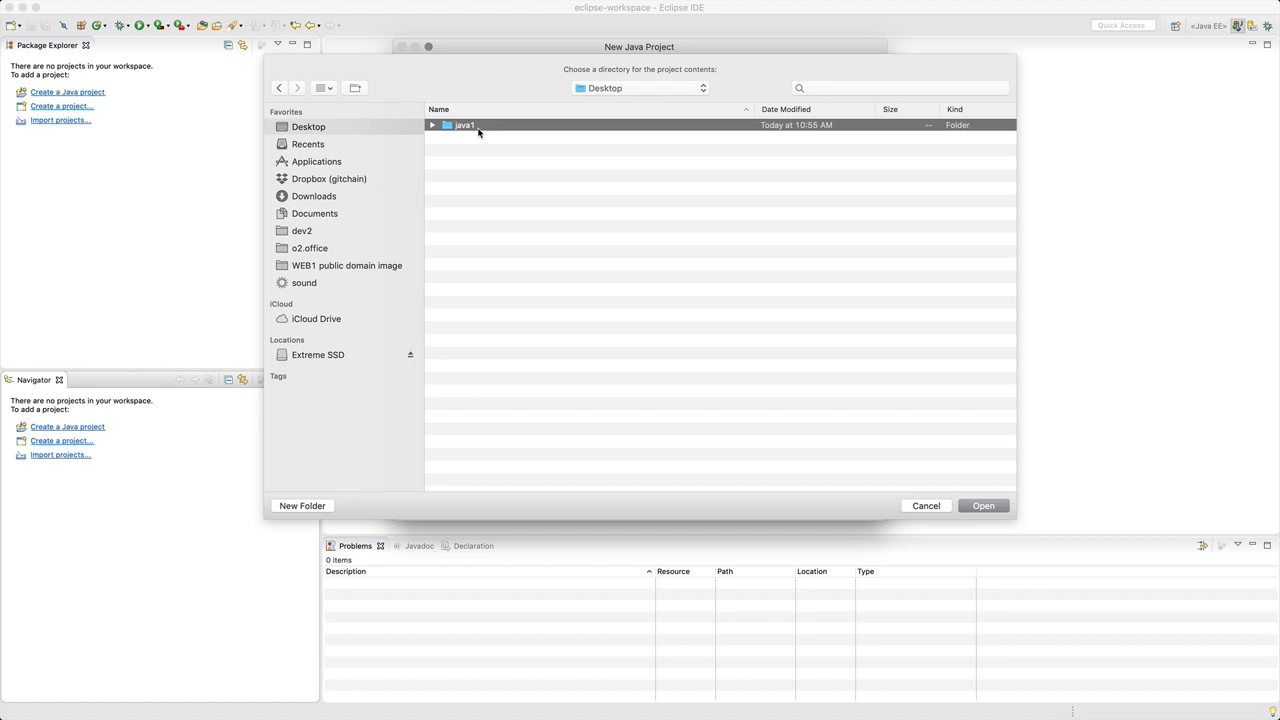 eclipse-workspace - Eclipse IDE
Quick Access
<Java EE>
Package Explorer
There are no projects in your workspace.
To add a project:
Create a Java project
Create a project...
Import projects...
New Java Project
Choose a directory for the project contents:
Desktop
Favorites
Desktop
Recents
Applications
Dropbox (gitchain)
Downloads
Documents
dev2
o2.office
WEB1 public domain image
sound
iCloud
iCloud Drive
Locations
Extreme SSD
Tags
Name Date Modified Size Kind
java1 Today at 10:55 AM -- Folder
New Folder Cancel Open
Navigator
There are no projects in your workspace.
To add a project:
Create a Java project
Create a project...
Import projects...
Problems Javadoc Declaration
0 items
Description Resource Path Location Type